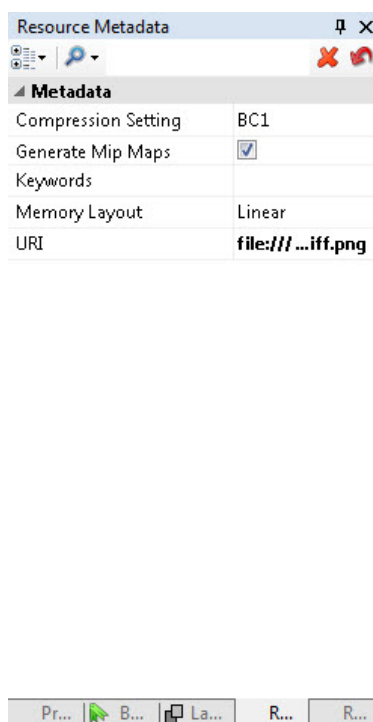 Resource Metadata
Metadata
Compression Setting BC1
Generate Mip Maps
Keywords
Memory Layout Linear
URI file:/// ...iff.png
Pr... B... La... R... R...